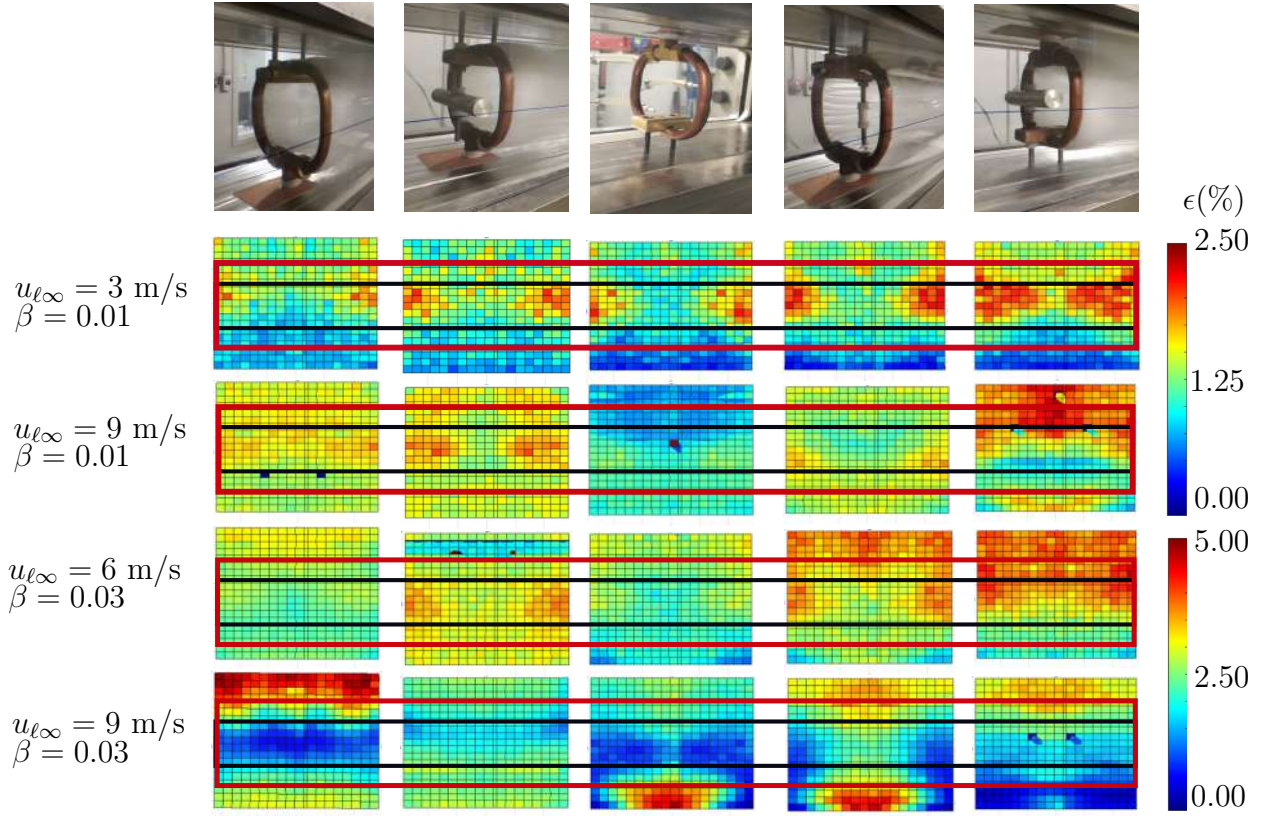 ϵ(%)
2.50
u_{ℓ∞} = 3 m/s
β = 0.01
1.25
u_{ℓ∞} = 9 m/s
β = 0.01
0.00
5.00
u_{ℓ∞} = 6 m/s
β = 0.03
2.50
u_{ℓ∞} = 9 m/s
β = 0.03
0.00